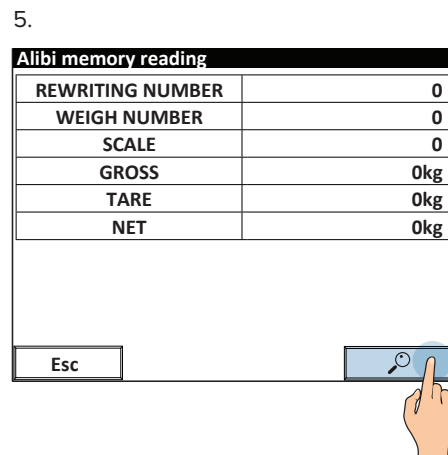 5.
Alibi memory reading
REWRITING NUMBER 0
WEIGH NUMBER 0
SCALE 0
GROSS 0kg
TARE 0kg
NET 0kg
Esc